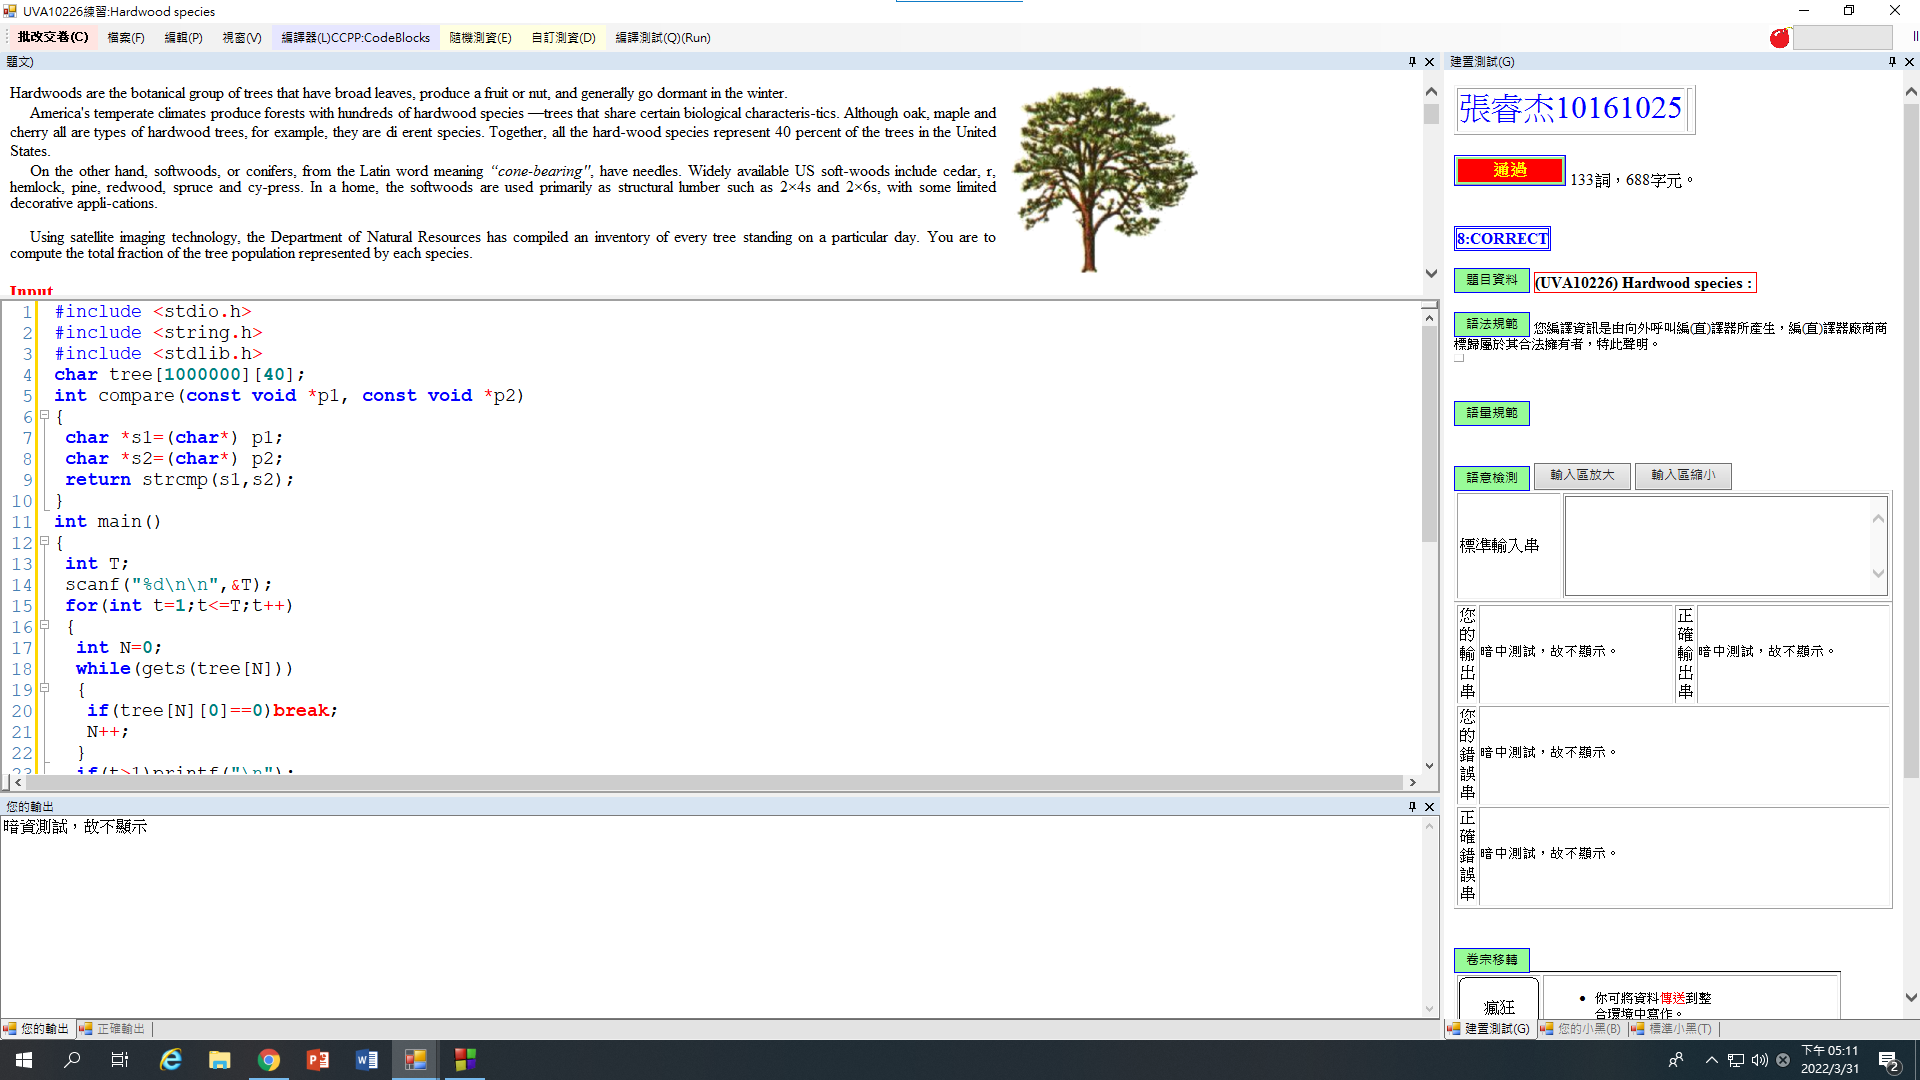 UVA10226練習:Hardwood species
批改交卷(C) 檔案(F) 編輯(P) 視窗(V) 編譯器(L)CCPP:CodeBlocks 隨機測資(E) 自訂測資(D) 編譯測試(Q)(Run)
題文)
Hardwoods are the botanical group of trees that have broad leaves, produce a fruit or nut, and generally go dormant in the winter.
America's temperate climates produce forests with hundreds of hardwood species —trees that share certain biological characteris-tics. Although oak, maple and
cherry all are types of hardwood trees, for example, they are di erent species. Together, all the hard-wood species represent 40 percent of the trees in the United
States.
On the other hand, softwoods, or conifers, from the Latin word meaning “cone-bearing", have needles. Widely available US soft-woods include cedar, r,
hemlock, pine, redwood, spruce and cy-press. In a home, the softwoods are used primarily as structural lumber such as 2×4s and 2×6s, with some limited
decorative appli-cations.
Using satellite imaging technology, the Department of Natural Resources has compiled an inventory of every tree standing on a particular day. You are to
compute the total fraction of the tree population represented by each species.
Input
1 #include <stdio.h>
2 #include <string.h>
3 #include <stdlib.h>
4 char tree[1000000][40];
5 int compare(const void *p1, const void *p2)
6 {
7 char *s1=(char*) p1;
8 char *s2=(char*) p2;
9 return strcmp(s1,s2);
10 }
11 int main()
12 {
13 int T;
14 scanf("%d\n\n",&T);
15 for(int t=1;t<=T;t++)
16 {
17 int N=0;
18 while(gets(tree[N]))
19 {
20 if(tree[N][0]==0)break;
21 N++;
22 }
23 if(t>1)printf("\n");
您的輸出
暗資測試，故不顯示
您的輸出 正確輸出
建置測試(G)
張睿杰10161025
通過 133詞，688字元。
8:CORRECT
題目資料 (UVA10226) Hardwood species :
語法規範 您編譯資訊是由向外呼叫編(直)譯器所產生，編(直)譯器廠商商
標歸屬於其合法擁有者，特此聲明。
語量規範
語意檢測 輸入區放大 輸入區縮小
標準輸入串
您的輸出串 暗中測試，故不顯示。 正確輸出串 暗中測試，故不顯示。
您的錯誤串 暗中測試，故不顯示。
正確錯誤串 暗中測試，故不顯示。
卷宗移轉
瘋狂
• 你可將資料傳送到整
合環境中寫作。
建置測試(G) 您的小黑(B) 標準小黑(T)
下午 05:11
2022/3/31
2